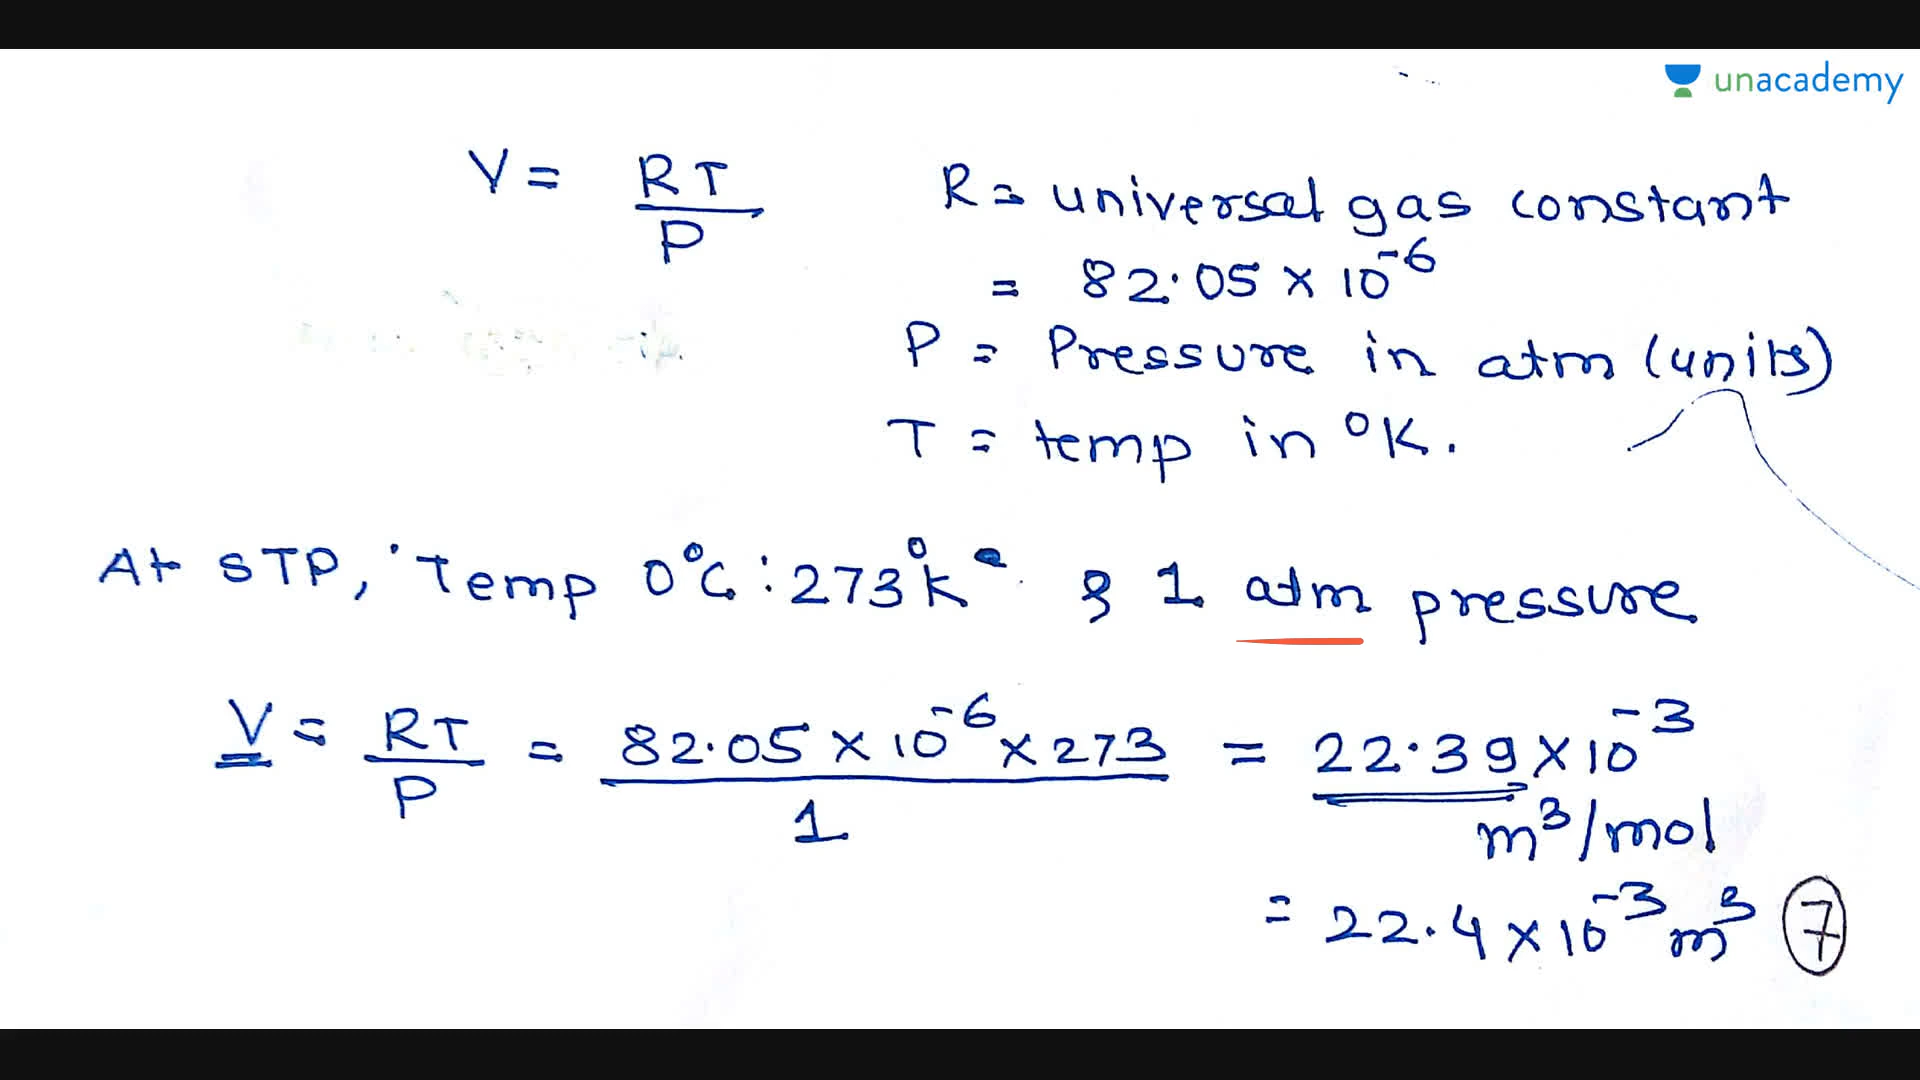 unacademy
V = RT/P
R = universal gas constant
= 82.05 × 10⁻⁶
P = Pressure in atm (units)
T = temp in °K.
At STP, Temp 0°C : 273°K & 1 atm pressure
V = RT/P = 82.05 × 10⁻⁶ × 273 / 1 = 22.39 × 10⁻³
m³/mol
= 22.4 × 10⁻³ m³ 7